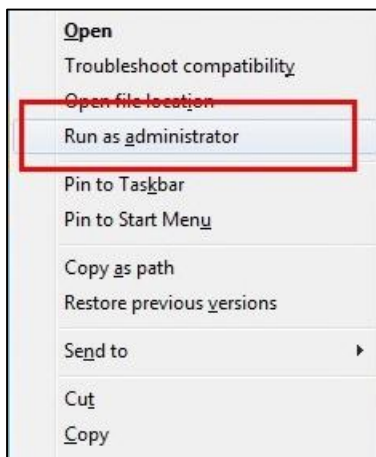 Open
Troubleshoot compatibility
Open file location
Run as administrator
Pin to Taskbar
Pin to Start Menu
Copy as path
Restore previous versions
Send to
Cut
Copy